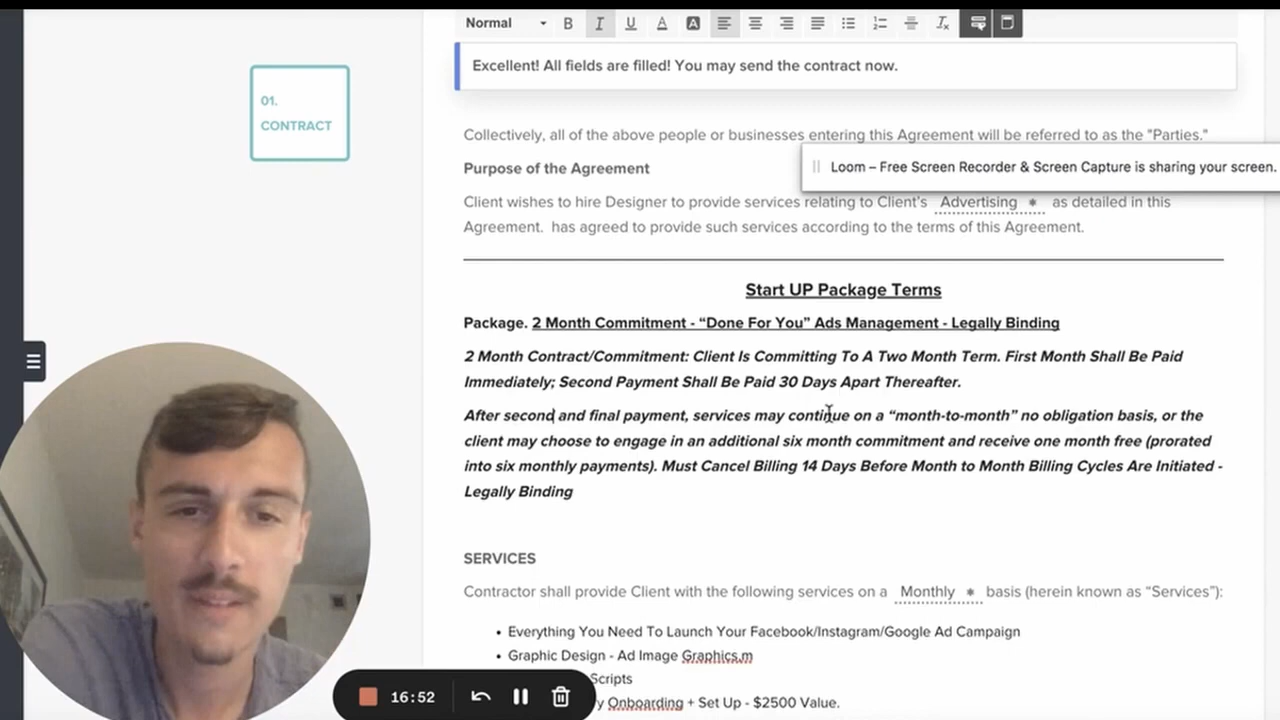 Normal
Excellent! All fields are filled! You may send the contract now.
01.
CONTRACT
Collectively, all of the above people or businesses entering this Agreement will be referred to as the "Parties."
Purpose of the Agreement
Loom – Free Screen Recorder & Screen Capture is sharing your screen.
Client wishes to hire Designer to provide services relating to Client's Advertising * as detailed in this
Agreement. has agreed to provide such services according to the terms of this Agreement.
Start UP Package Terms
Package. 2 Month Commitment - “Done For You” Ads Management - Legally Binding
2 Month Contract/Commitment: Client Is Committing To A Two Month Term. First Month Shall Be Paid
Immediately; Second Payment Shall Be Paid 30 Days Apart Thereafter.
After second and final payment, services may continue on a “month-to-month” no obligation basis, or the
client may choose to engage in an additional six month commitment and receive one month free (prorated
into six monthly payments). Must Cancel Billing 14 Days Before Month to Month Billing Cycles Are Initiated -
Legally Binding
SERVICES
Contractor shall provide Client with the following services on a Monthly * basis (herein known as “Services”):
• Everything You Need To Launch Your Facebook/Instagram/Google Ad Campaign
• Graphic Design - Ad Image Graphics.m
Scripts
Onboarding + Set Up - $2500 Value.
16:52